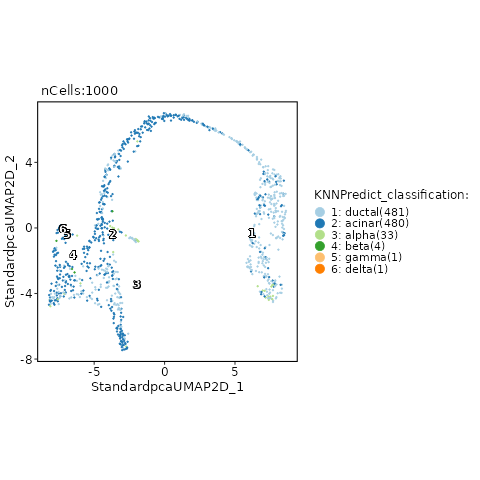 nCells:1000
StandardpcaUMAP2D_2
4
0
-4
-8
6
5
2
1
4
3
-5
0
5
StandardpcaUMAP2D_1
KNNPredict_classification:
1: ductal(481)
2: acinar(480)
3: alpha(33)
4: beta(4)
5: gamma(1)
6: delta(1)